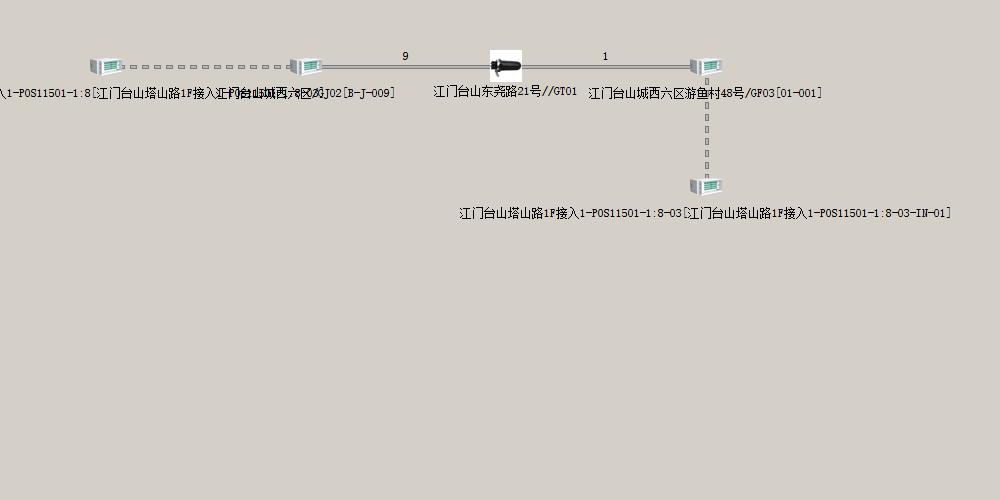 9
1
入1-POS11501-1:8[江门台山塔山路1F接入
江门台山城西六区
J02[B-J-009]
江门台山东尧路21号//GT01
江门台山城西六区游鱼村48号/GF03[01-001]
江门台山塔山路1F接入1-POS11501-1:8-03[江门台山塔山路1F接入1-POS11501-1:8-03-IN-01]